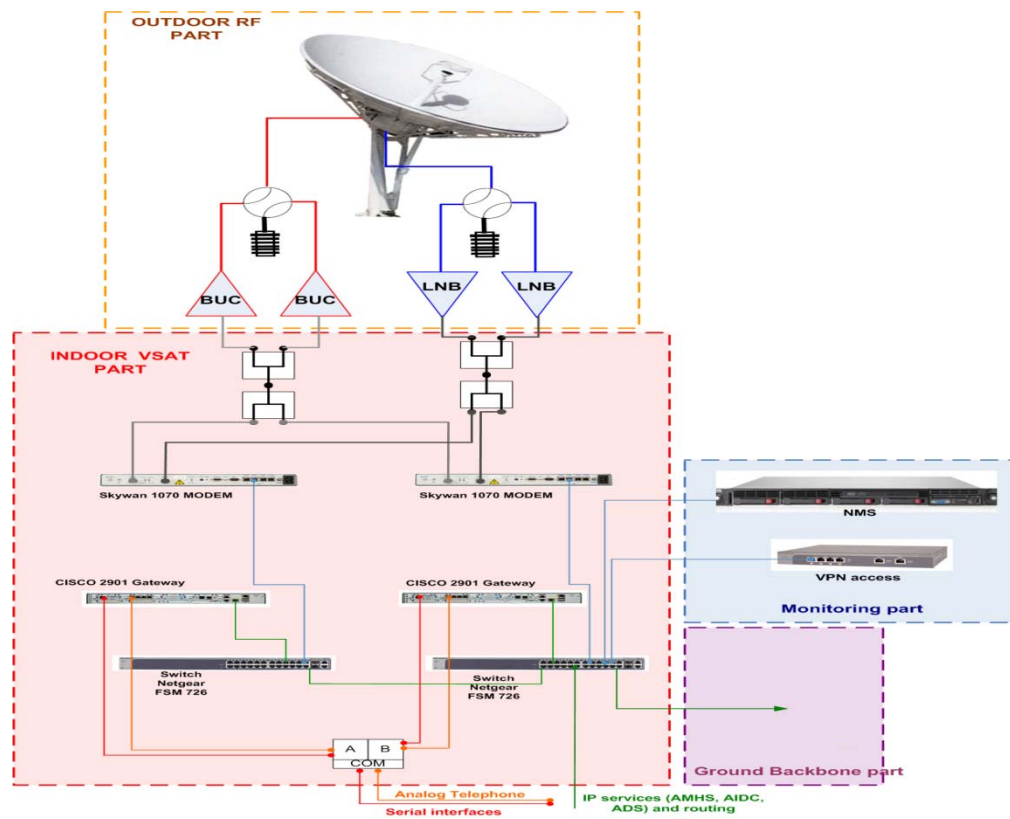 OUTDOOR RF
PART
BUC
BUC
LNB
LNB
INDOOR VSAT
PART
Skywan 1070 MODEM
Skywan 1070 MODEM
NMS
VPN access
Monitoring part
CISCO 2901 Gateway
CISCO 2901 Gateway
Switch
Netgear
FSM 726
Switch
Netgear
FSM 726
A
B
COM
Ground Backbone part
Analog Telephone
Serial interfaces
IP services (AMHS, AIDC,
ADS) and routing